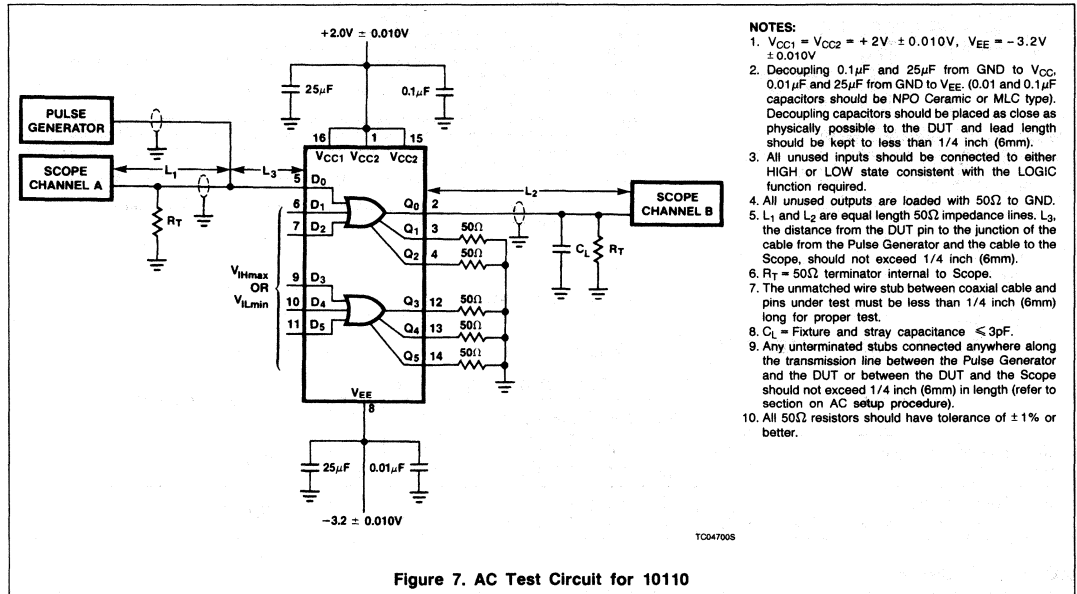 +2.0V ± 0.010V
25μF
0.1μF
PULSE
GENERATOR
SCOPE
CHANNEL A
L1
L3
RT
16 1 15
VCC1 VCC2 VCC2
5 D0
6 D1
7 D2
Q0 2
Q1 3
Q2 4
50Ω
50Ω
L2
SCOPE
CHANNEL B
CL
RT
VIHmax
OR
VILmin
9 D3
10 D4
11 D5
Q3 12
Q4 13
Q5 14
50Ω
50Ω
50Ω
VEE
8
25μF
0.01μF
−3.2 ± 0.010V
NOTES:
1. VCC1 = VCC2 = +2V ±0.010V, VEE = −3.2V
±0.010V
2. Decoupling 0.1μF and 25μF from GND to VCC,
0.01μF and 25μF from GND to VEE. (0.01 and 0.1μF
capacitors should be NPO Ceramic or MLC type).
Decoupling capacitors should be placed as close as
physically possible to the DUT and lead length
should be kept to less than 1/4 inch (6mm).
3. All unused inputs should be connected to either
HIGH or LOW state consistent with the LOGIC
function required.
4. All unused outputs are loaded with 50Ω to GND.
5. L1 and L2 are equal length 50Ω impedance lines. L3,
the distance from the DUT pin to the junction of the
cable from the Pulse Generator and the cable to the
Scope, should not exceed 1/4 inch (6mm).
6. RT = 50Ω terminator internal to Scope.
7. The unmatched wire stub between coaxial cable and
pins under test must be less than 1/4 inch (6mm)
long for proper test.
8. CL = Fixture and stray capacitance ≤ 3pF.
9. Any unterminated stubs connected anywhere along
the transmission line between the Pulse Generator
and the DUT or between the DUT and the Scope
should not exceed 1/4 inch (6mm) in length (refer to
section on AC setup procedure).
10. All 50Ω resistors should have tolerance of ±1% or
better.
TC04700S
Figure 7. AC Test Circuit for 10110